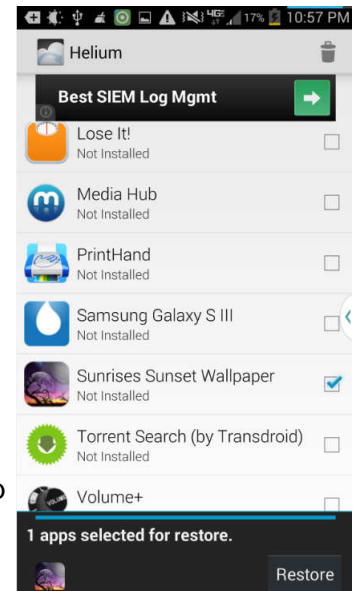 4G
17% 10:57 PM
Helium
Best SIEM Log Mgmt
Lose It!
Not Installed
Media Hub
Not Installed
PrintHand
Not Installed
Samsung Galaxy S III
Not Installed
Sunrises Sunset Wallpaper
Not Installed
Torrent Search (by Transdroid)
Not Installed
o
Volume+
1 apps selected for restore.
Restore